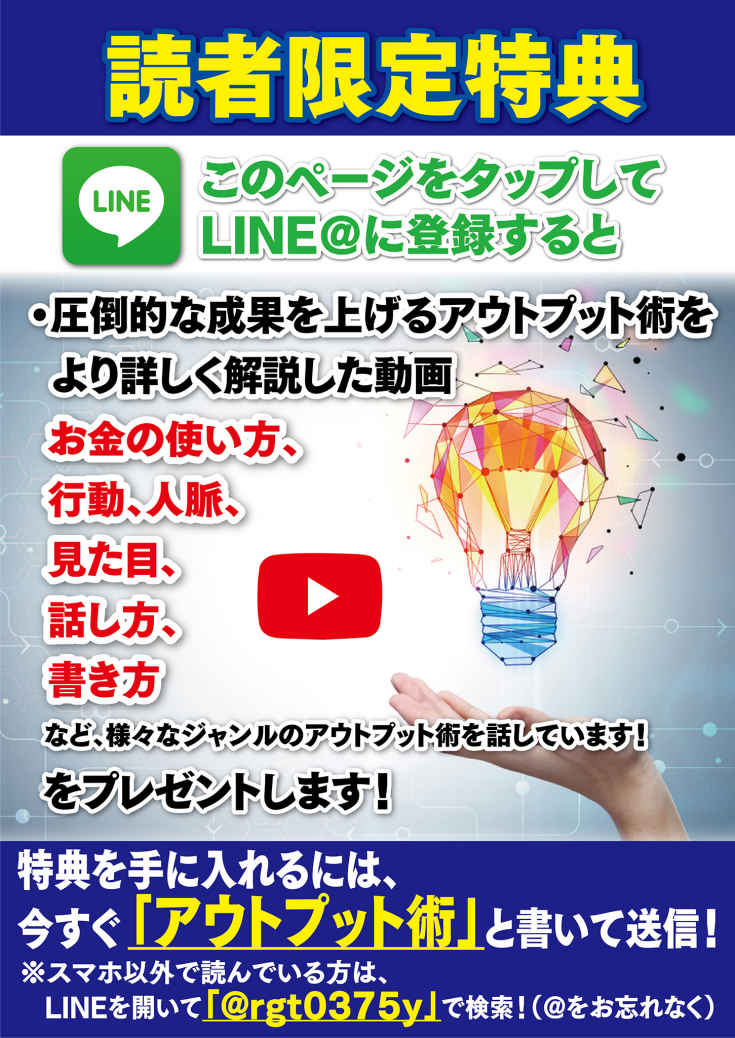 読者限定特典
LINE
このページをタップして
LINE@に登録すると
・圧倒的な成果を上げるアウトプット術を
より詳しく解説した動画
お金の使い方、
行動、人脈、
見た目、
話し方、
書き方
など、様々なジャンルのアウトプット術を話しています!
をプレゼントします!
特典を手に入れるには、
今すぐ「アウトプット術」と書いて送信!
※スマホ以外で読んでいる方は、
LINEを開いて「@rgt0375y」で検索!(@をお忘れなく)